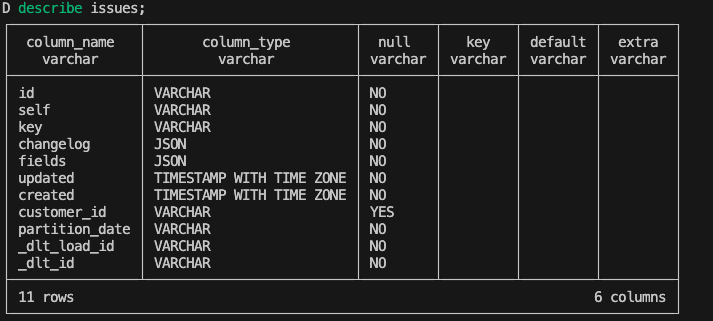 D describe issues;
column_name column_type null key default extra
varchar varchar varchar varchar varchar varchar
id VARCHAR NO
self VARCHAR NO
key VARCHAR NO
changelog JSON NO
fields JSON NO
updated TIMESTAMP WITH TIME ZONE NO
created TIMESTAMP WITH TIME ZONE NO
customer_id VARCHAR YES
partition_date VARCHAR NO
_dlt_load_id VARCHAR NO
_dlt_id VARCHAR NO
11 rows 6 columns